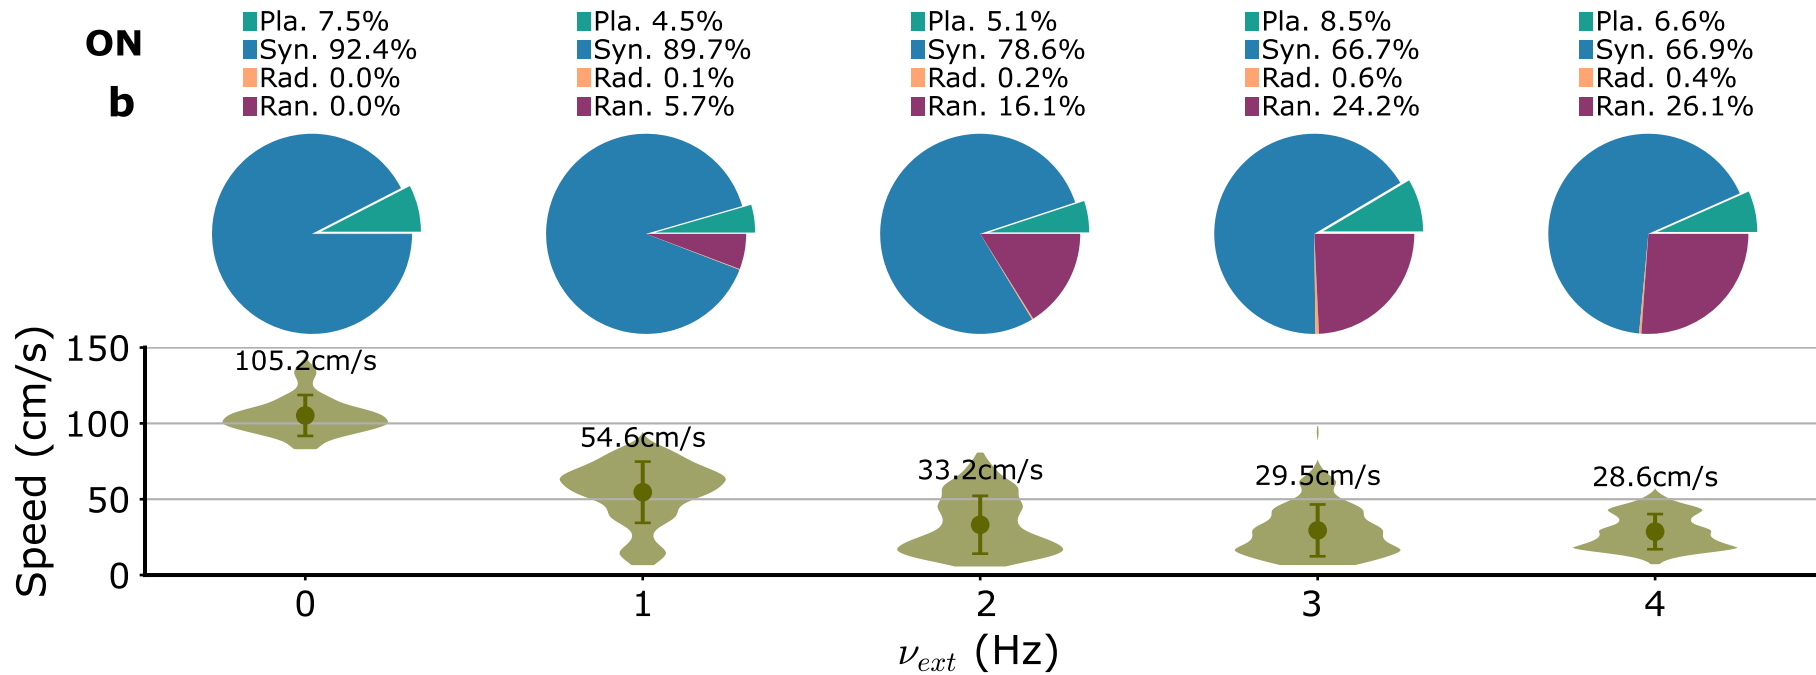 ON
b
Pla. 7.5%
Syn. 92.4%
Rad. 0.0%
Ran. 0.0%
Pla. 4.5%
Syn. 89.7%
Rad. 0.1%
Ran. 5.7%
Pla. 5.1%
Syn. 78.6%
Rad. 0.2%
Ran. 16.1%
Pla. 8.5%
Syn. 66.7%
Rad. 0.6%
Ran. 24.2%
Pla. 6.6%
Syn. 66.9%
Rad. 0.4%
Ran. 26.1%
Speed (cm/s)
150
100
50
0
105.2cm/s
54.6cm/s
33.2cm/s
29.5cm/s
28.6cm/s
0 1 2 3 4
ν_ext (Hz)